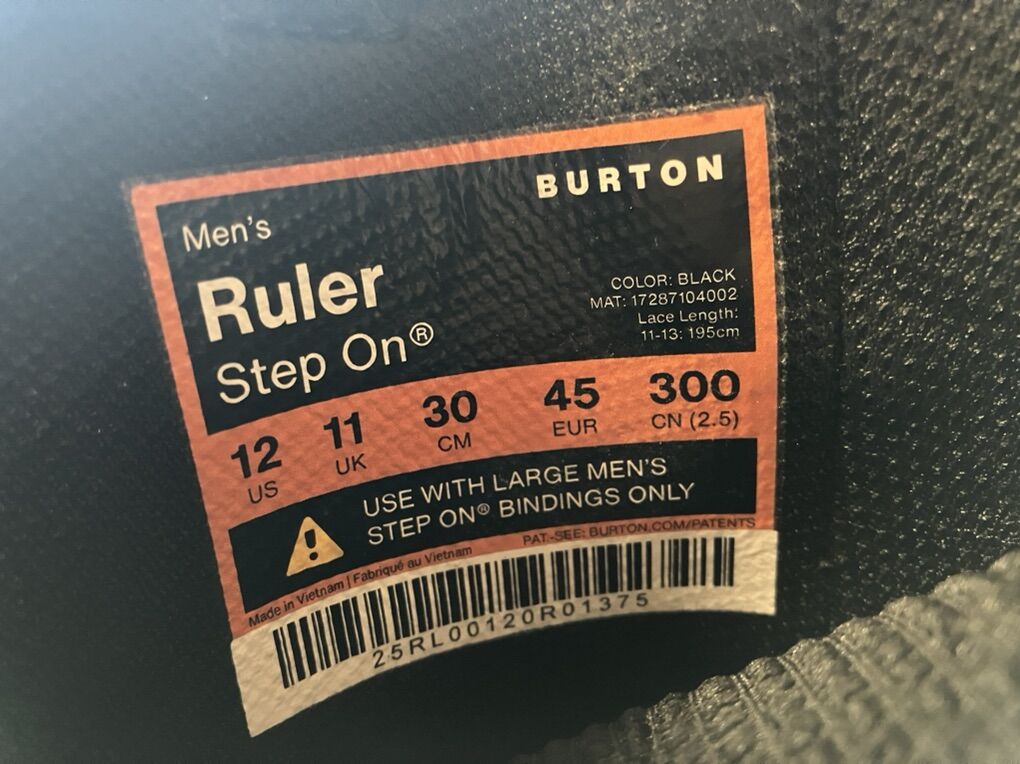 BURTON
Men's
Ruler
Step On®
COLOR: BLACK
MAT: 17287104002
Lace Length:
11-13: 195cm
12 11 30 45 300
US UK CM EUR CN (2.5)
USE WITH LARGE MEN'S
STEP ON® BINDINGS ONLY
Made in Vietnam | Fabriqué au Vietnam PAT.-SEE: BURTON.COM/PATENTS
25RL00120R01375